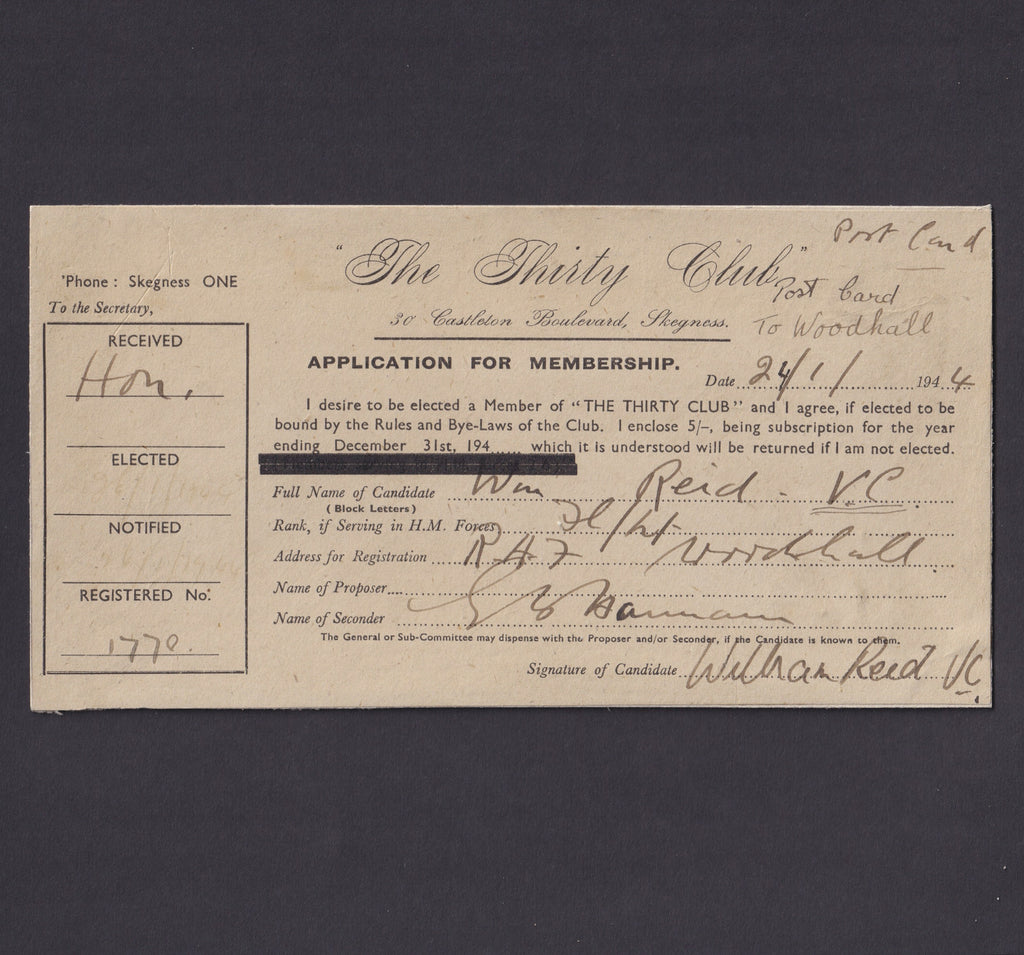 Post Card
" The Thirty Club "
Post Card
To Woodhall
30 Castleton Boulevard, Skegness.
'Phone : Skegness ONE
To the Secretary,
RECEIVED
Hon.
ELECTED
NOTIFIED
REGISTERED No.
1770.
APPLICATION FOR MEMBERSHIP.
Date 24/1/ 1944
I desire to be elected a Member of "THE THIRTY CLUB" and I agree, if elected to be
bound by the Rules and Bye-Laws of the Club. I enclose 5/–, being subscription for the year
ending December 31st, 194...... which it is understood will be returned if I am not elected.
Full Name of Candidate Wm Reid - V.C.
( Block Letters )
Rank, if Serving in H.M. Forces Fl/Lt.
Address for Registration R A F Woodhall
Name of Proposer
Name of Seconder
The General or Sub-Committee may dispense with the Proposer and/or Seconder, if the Candidate is known to them.
Signature of Candidate William Reid VC.